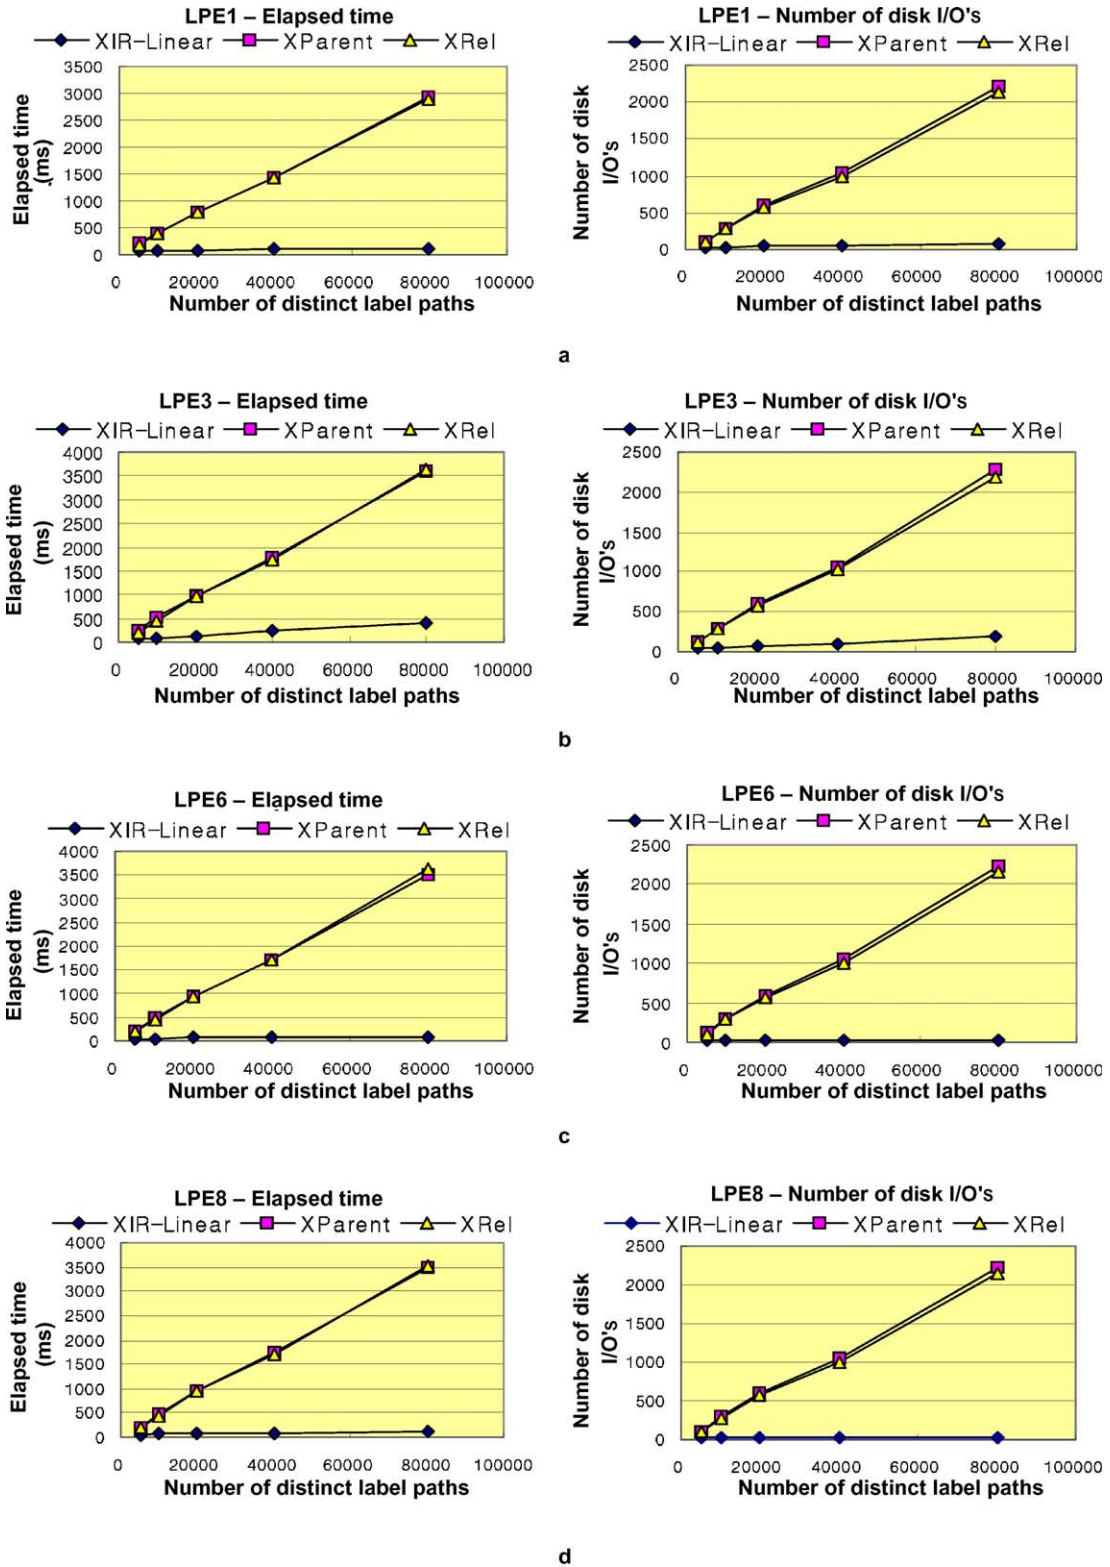 LPE1 – Elapsed time
XIR–Linear XParent XRel
3500
3000
2500
2000
1500
1000
500
0
Elapsed time
(ms)
0 20000 40000 60000 80000 100000
Number of distinct label paths
LPE1 – Number of disk I/O's
XIR–Linear XParent XRel
2500
2000
1500
1000
500
0
Number of disk
I/O's
0 20000 40000 60000 80000 100000
Number of distinct label paths
a
LPE3 – Elapsed time
XIR–Linear XParent XRel
4000
3500
3000
2500
2000
1500
1000
500
0
Elapsed time
(ms)
0 20000 40000 60000 80000 100000
Number of distinct label paths
LPE3 – Number of disk I/O's
XIR–Linear XParent XRel
2500
2000
1500
1000
500
0
Number of disk
I/O's
0 20000 40000 60000 80000 100000
Number of distinct label paths
b
LPE6 – Elapsed time
XIR–Linear XParent XRel
4000
3500
3000
2500
2000
1500
1000
500
0
Elapsed time
(ms)
0 20000 40000 60000 80000 100000
Number of distinct label paths
LPE6 – Number of disk I/O's
XIR–Linear XParent XRel
2500
2000
1500
1000
500
0
Number of disk
I/O's
0 20000 40000 60000 80000 100000
Number of distinct label paths
c
LPE8 – Elapsed time
XIR–Linear XParent XRel
4000
3500
3000
2500
2000
1500
1000
500
0
Elapsed time
(ms)
0 20000 40000 60000 80000 100000
Number of distinct label paths
LPE8 – Number of disk I/O's
XIR–Linear XParent XRel
2500
2000
1500
1000
500
0
Number of disk
I/O's
0 20000 40000 60000 80000 100000
Number of distinct label paths
d